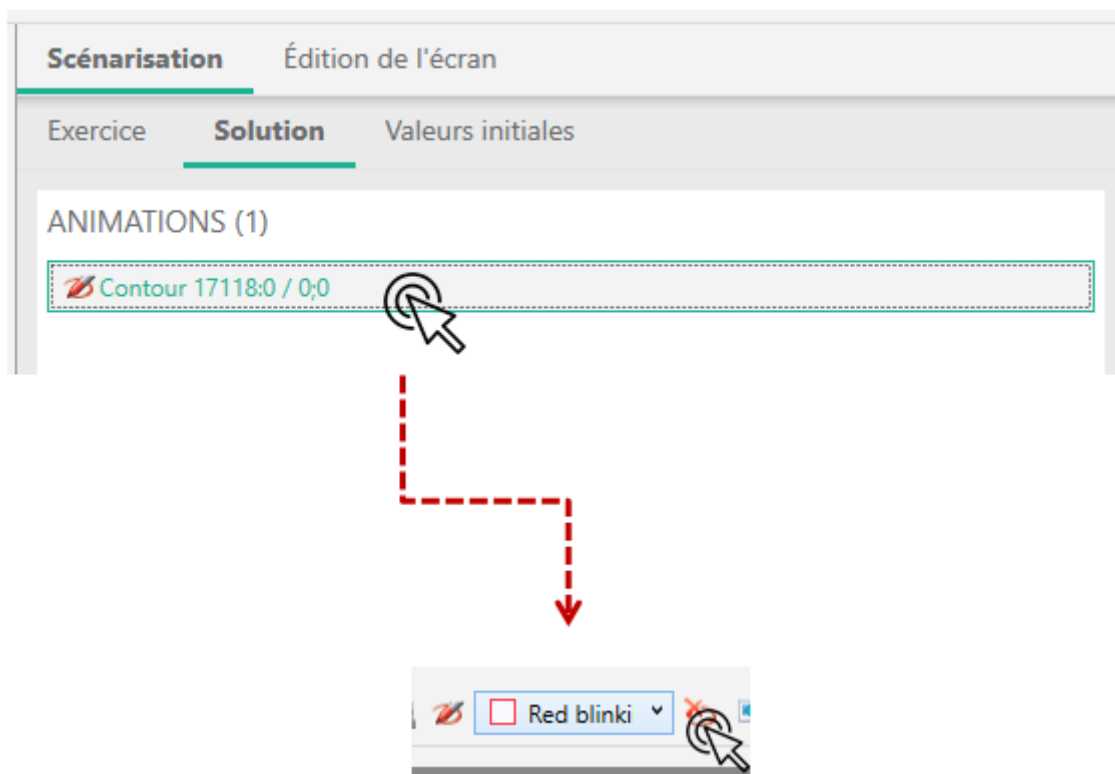 Scénarisation Édition de l'écran
Exercice Solution Valeurs initiales
ANIMATIONS (1)
Contour 17118:0 / 0;0
Red blinki